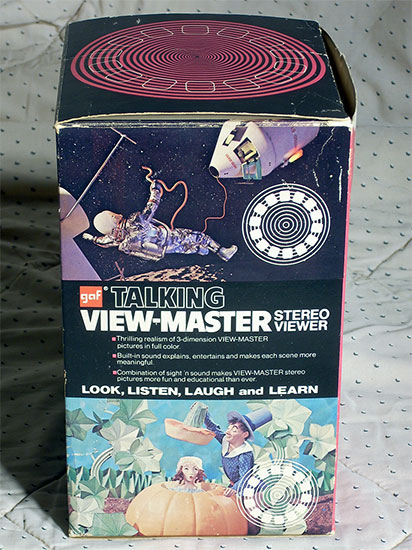 gaf® TALKING
VIEW-MASTER STEREO VIEWER
Thrilling realism of 3-dimension VIEW-MASTER
pictures in full color.
Built-in sound explains, entertains and makes each scene more
meaningful.
Combination of sight 'n sound makes VIEW-MASTER stereo
pictures more fun and educational than ever.
LOOK, LISTEN, LAUGH and LEARN